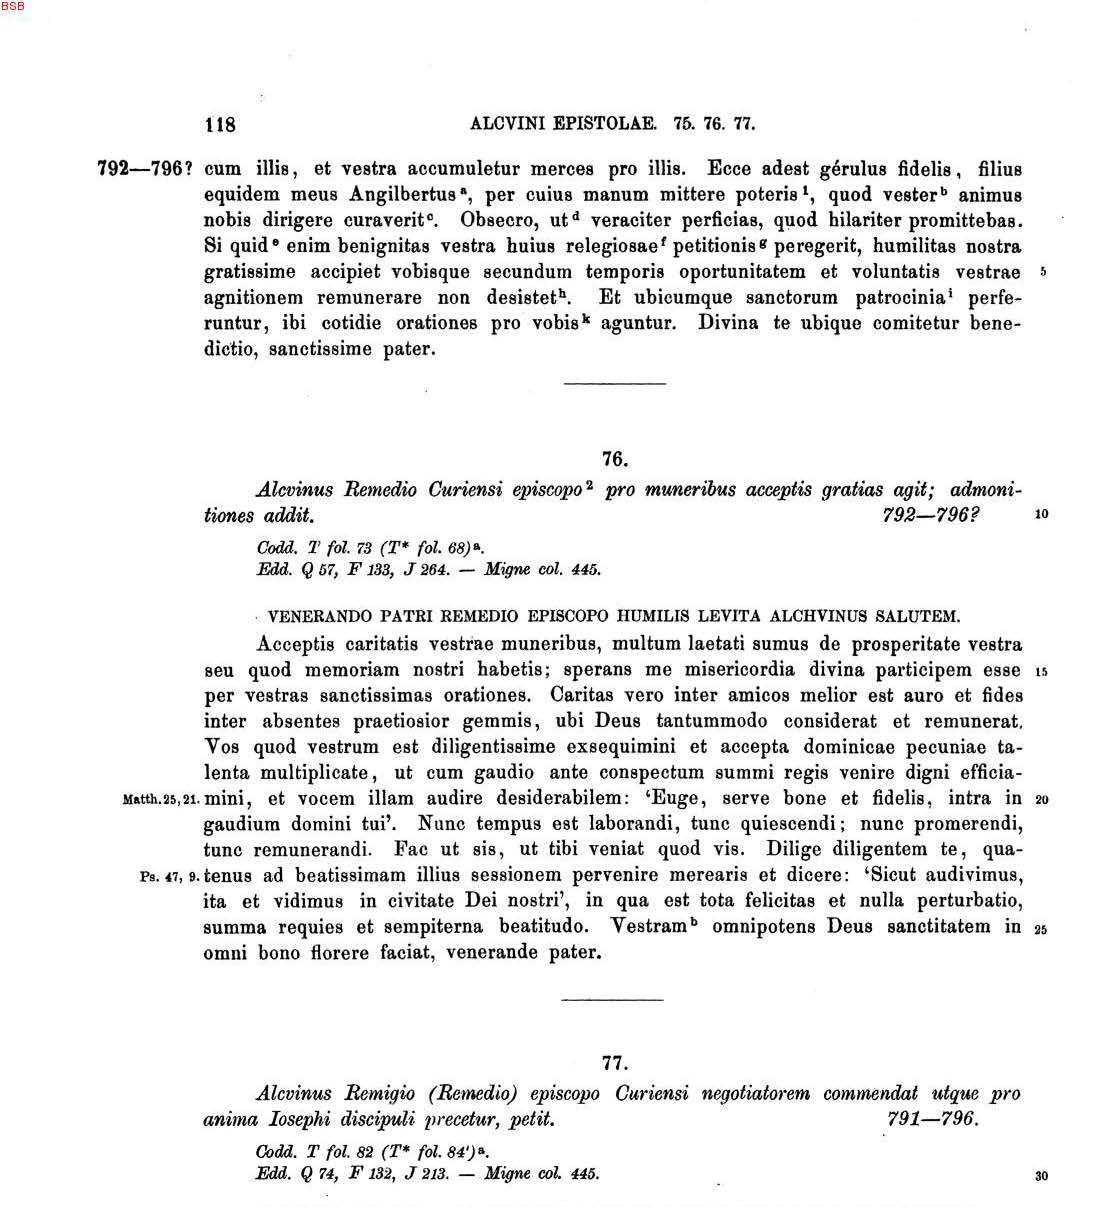 BSB
118 ALCVINI EPISTOLAE. 75. 76. 77.
792—796? cum illis, et vestra accumuletur merces pro illis. Ecce adest gérulus fidelis, filius
equidem meus Angilbertus a, per cuius manum mittere poteris 1, quod vester b animus
nobis dirigere curaverit c. Obsecro, ut d veraciter perficias, quod hilariter promittebas.
Si quid e enim benignitas vestra huius relegiosae f petitionis g peregerit, humilitas nostra
gratissime accipiet vobisque secundum temporis oportunitatem et voluntatis vestrae 5
agnitionem remunerare non desistet h. Et ubicumque sanctorum patrocinia i perfe-
runtur, ibi cotidie orationes pro vobis k aguntur. Divina te ubique comitetur bene-
dictio, sanctissime pater.
76.
Alcvinus Remedio Curiensi episcopo 2 pro muneribus acceptis gratias agit; admoni-
tiones addit. 792—796? 10
Codd. T fol. 73 (T* fol. 68) a.
Edd. Q 57, F 133, J 264. — Migne col. 445.
VENERANDO PATRI REMEDIO EPISCOPO HUMILIS LEVITA ALCHVINUS SALUTEM.
Acceptis caritatis vestrae muneribus, multum laetati sumus de prosperitate vestra
seu quod memoriam nostri habetis; sperans me misericordia divina participem esse 15
per vestras sanctissimas orationes. Caritas vero inter amicos melior est auro et fides
inter absentes praetiosior gemmis, ubi Deus tantummodo considerat et remunerat.
Vos quod vestrum est diligentissime exsequimini et accepta dominicae pecuniae ta-
lenta multiplicate, ut cum gaudio ante conspectum summi regis venire digni efficia-
Matth. 25, 21. mini, et vocem illam audire desiderabilem: ‘Euge, serve bone et fidelis, intra in 20
gaudium domini tui’. Nunc tempus est laborandi, tunc quiescendi; nunc promerendi,
tunc remunerandi. Fac ut sis, ut tibi veniat quod vis. Dilige diligentem te, qua-
Ps. 47, 9. tenus ad beatissimam illius sessionem pervenire merearis et dicere: ‘Sicut audivimus,
ita et vidimus in civitate Dei nostri’, in qua est tota felicitas et nulla perturbatio,
summa requies et sempiterna beatitudo. Vestram b omnipotens Deus sanctitatem in 25
omni bono florere faciat, venerande pater.
77.
Alcvinus Remigio (Remedio) episcopo Curiensi negotiatorem commendat utque pro
anima Iosephi discipuli precetur, petit. 791—796.
Codd. T fol. 82 (T* fol. 84') a.
Edd. Q 74, F 132, J 213. — Migne col. 445. 30